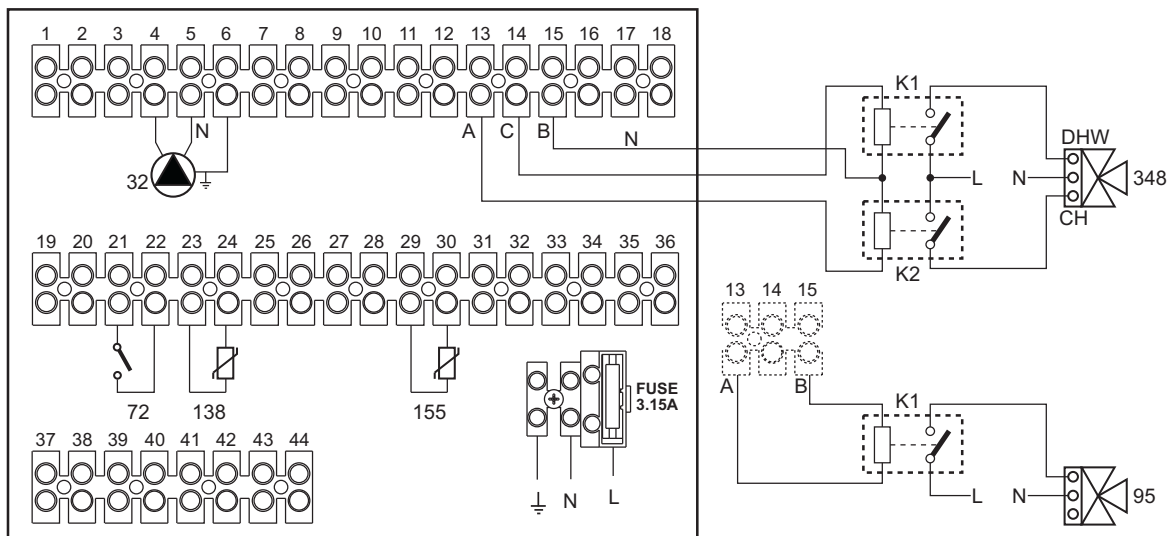 1 2 3 4 5 6 7 8 9 10 11 12 13 14 15 16 17 18
N A C B N
32
K1
DHW
L N 348
CH
K2
19 20 21 22 23 24 25 26 27 28 29 30 31 32 33 34 35 36
13 14 15
72 138 155
FUSE
3.15A
A B
K1
37 38 39 40 41 42 43 44
N L
L N 95